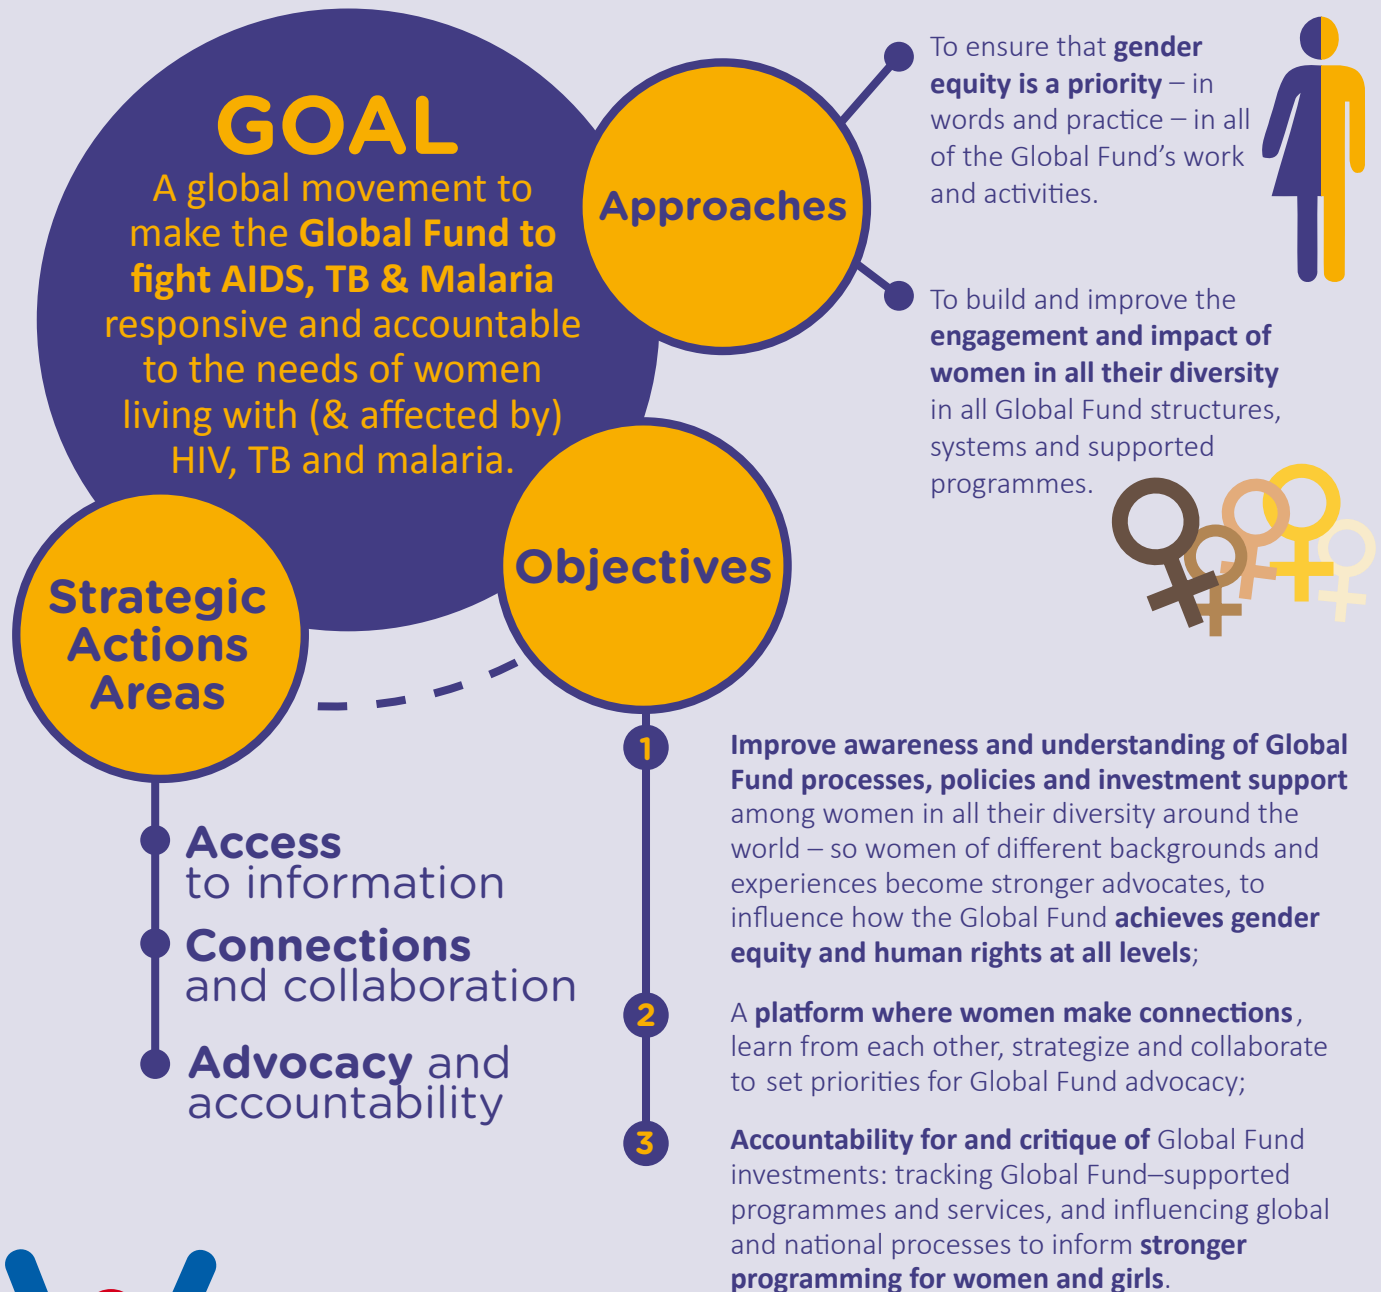 GOAL
A global movement to
make the Global Fund to
fight AIDS, TB & Malaria
responsive and accountable
to the needs of women
living with (& affected by)
HIV, TB and malaria.
Approaches
To ensure that gender
equity is a priority – in
words and practice – in all
of the Global Fund's work
and activities.
To build and improve the
engagement and impact of
women in all their diversity
in all Global Fund structures,
systems and supported
programmes.
Strategic
Actions
Areas
Access
to information
Connections
and collaboration
Advocacy and
accountability
Objectives
1
Improve awareness and understanding of Global
Fund processes, policies and investment support
among women in all their diversity around the
world – so women of different backgrounds and
experiences become stronger advocates, to
influence how the Global Fund achieves gender
equity and human rights at all levels;
2
A platform where women make connections,
learn from each other, strategize and collaborate
to set priorities for Global Fund advocacy;
3
Accountability for and critique of Global Fund
investments: tracking Global Fund–supported
programmes and services, and influencing global
and national processes to inform stronger
programming for women and girls.